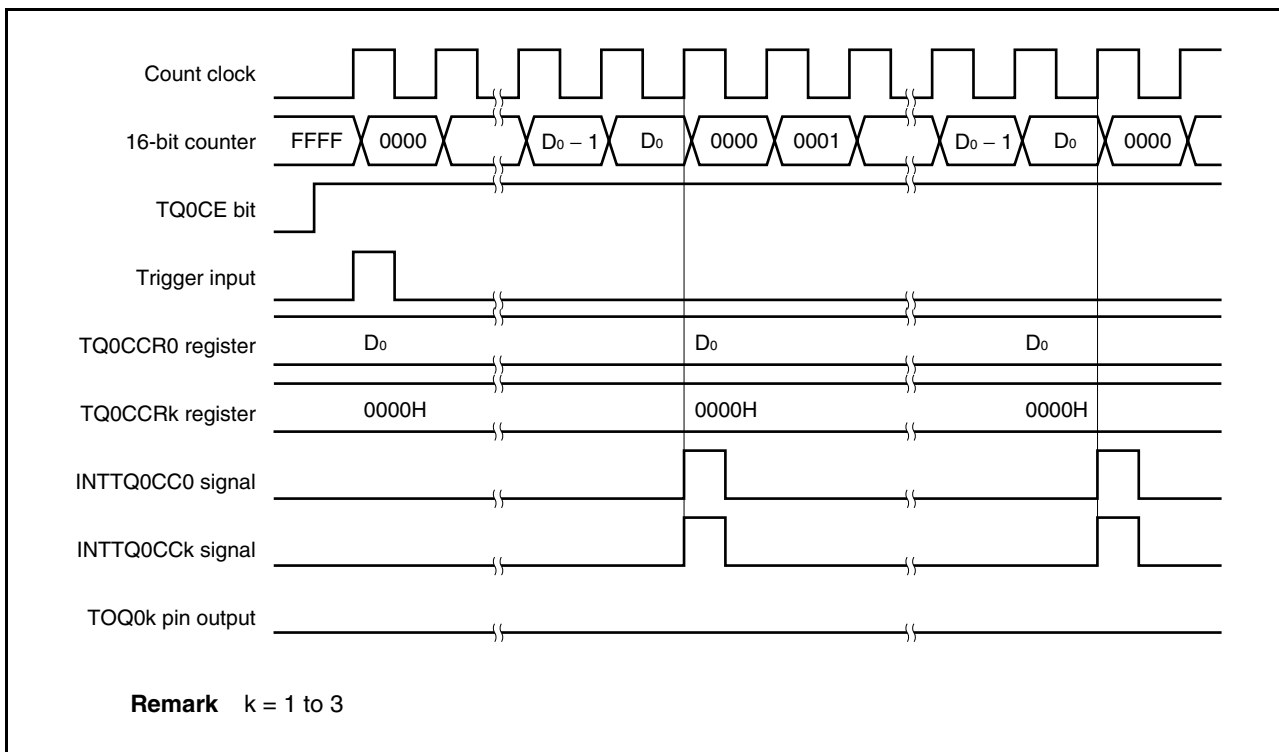 Count clock
16-bit counter FFFF 0000 D₀ − 1 D₀ 0000 0001 D₀ − 1 D₀ 0000
TQ0CE bit
Trigger input
TQ0CCR0 register D₀ D₀ D₀
TQ0CCRk register 0000H 0000H 0000H
INTTQ0CC0 signal
INTTQ0CCk signal
TOQ0k pin output
Remark k = 1 to 3